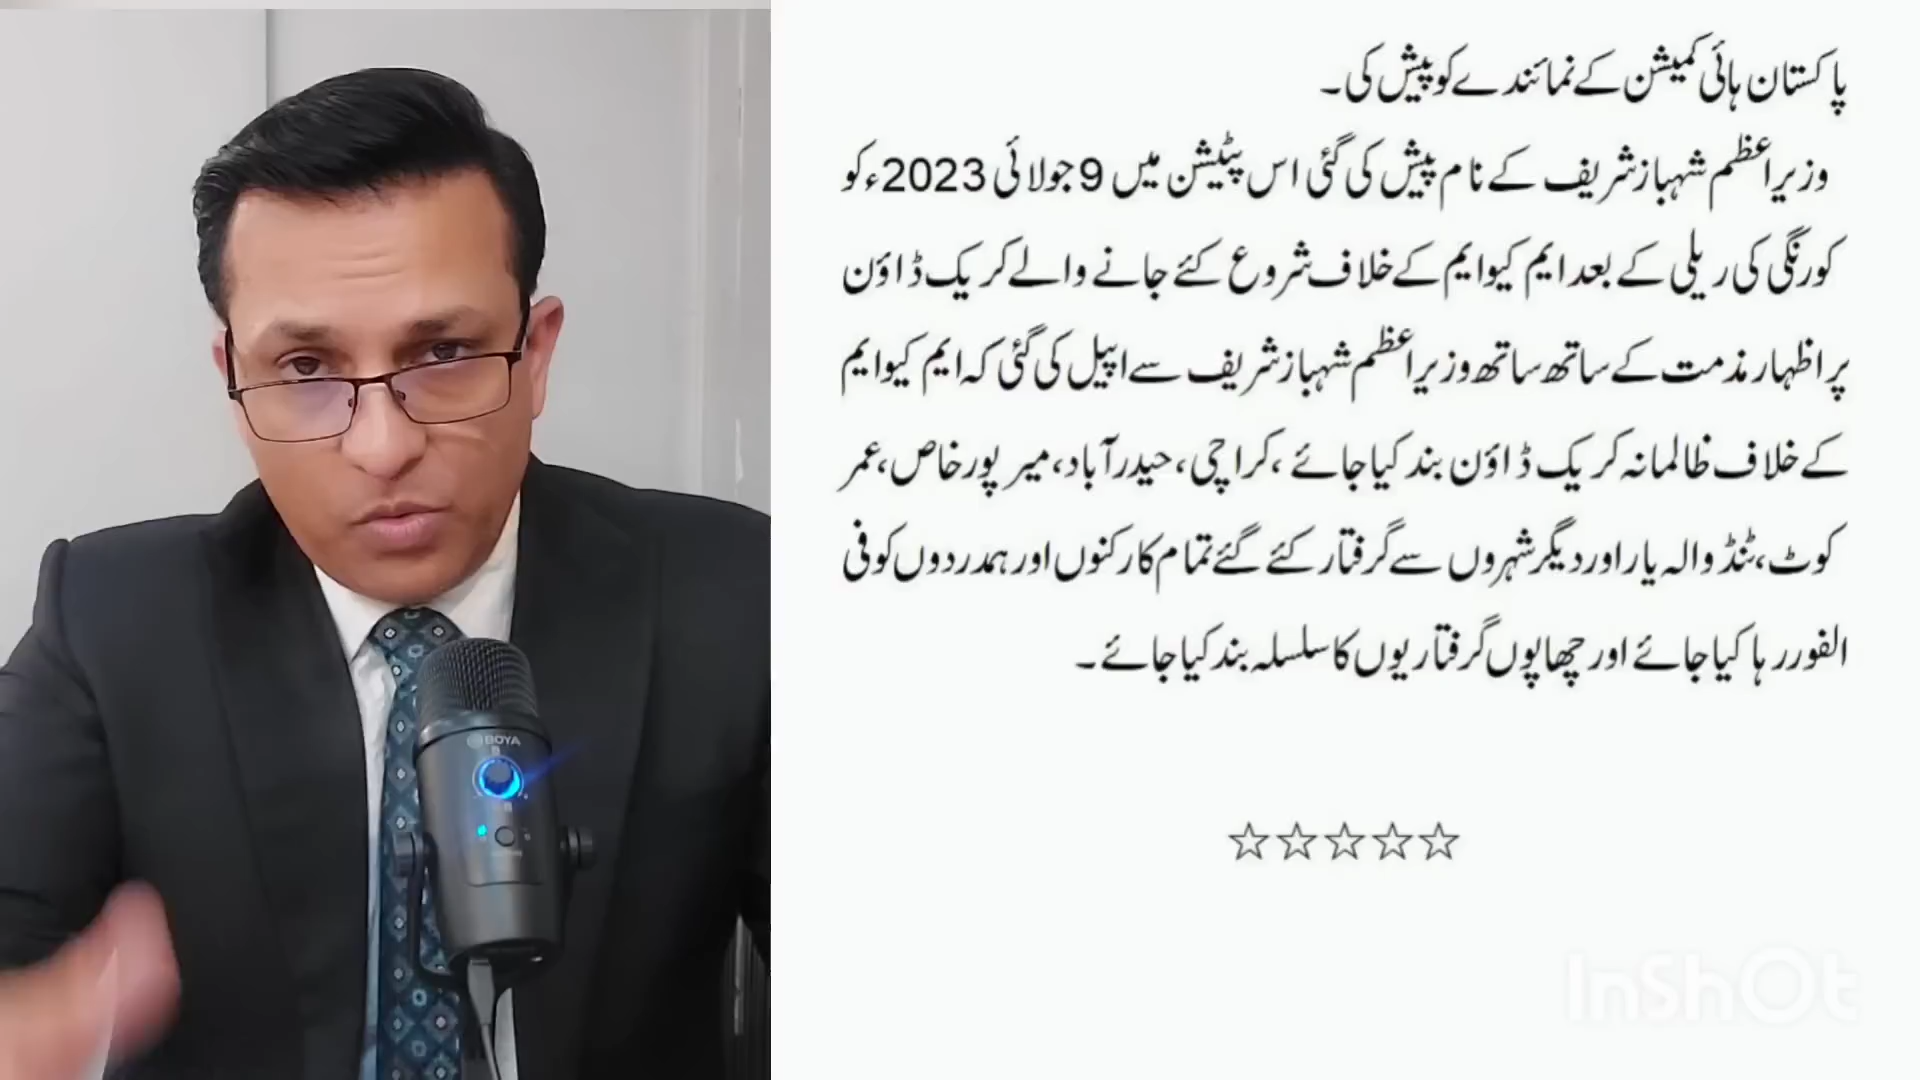 پاکستان ہائی کمیشن کے نمائندے کو پیش کی۔
وزیراعظم شہباز شریف کے نام پیش کی گئی اس پٹیشن میں 9 جولائی 2023ء کو
کورنگی کی ریلی کے بعد ایم کیو ایم کے خلاف شروع کئے جانے والے کریک ڈاؤن
پر اظہار مذمت کے ساتھ ساتھ وزیراعظم شہباز شریف سے اپیل کی گئی کہ ایم کیو ایم
کے خلاف ظالمانہ کریک ڈاؤن بند کیا جائے ، کراچی، حیدرآباد، میر پور خاص، عمر
کوٹ، ٹنڈوالہ یار اور دیگر شہروں سے گرفتار کئے گئے تمام کارکنوں اور ہمدردوں کو فی
الفور رہا کیا جائے اور چھاپوں گرفتاریوں کا سلسلہ بند کیا جائے۔
☆☆☆☆☆
BOYA
InShOt